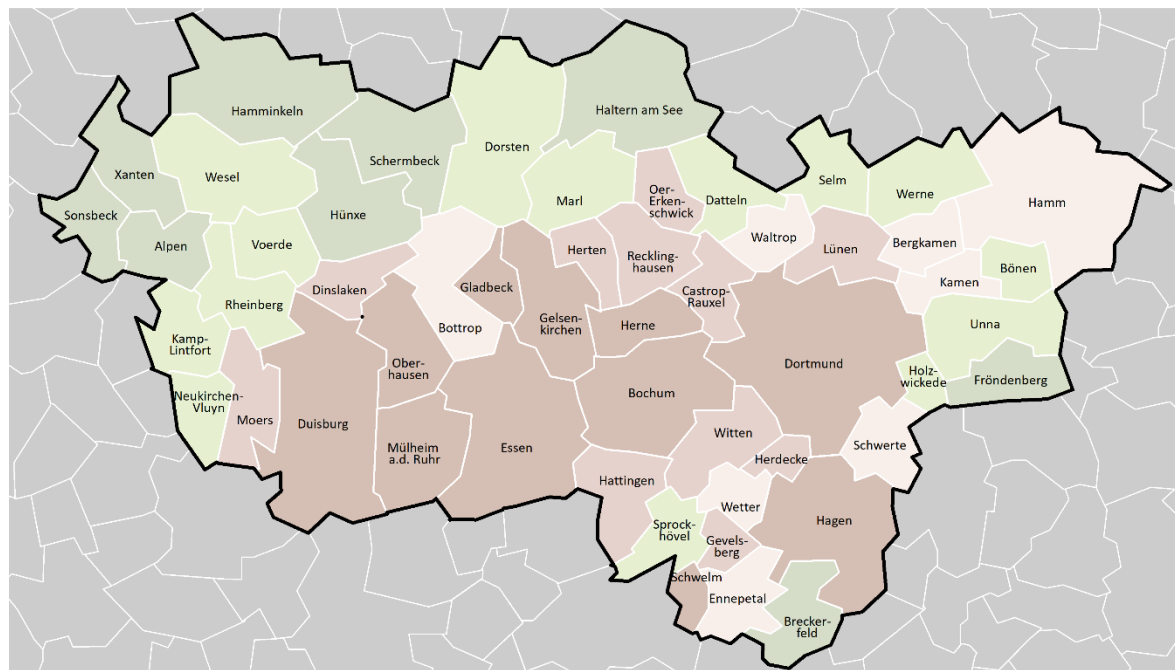 Hamminkeln
Haltern am See
Dorsten
Schermbeck
Xanten
Wesel
Selm
Werne
Oer-
Erken-
schwick
Marl
Datteln
Hamm
Sonsbeck
Hünxe
Alpen
Voerde
Waltrop
Lünen
Bergkamen
Herten
Reckling-
hausen
Bönen
Kamen
Dinslaken
Gladbeck
Castrop-
Rauxel
Rheinberg
Gelsen-
kirchen
Herne
Bottrop
Unna
Kamp-
Lintfort
Ober-
hausen
Dortmund
Holz-
wickede
Fröndenberg
Neukirchen-
Vluyn
Bochum
Moers
Duisburg
Mülheim
a.d. Ruhr
Essen
Witten
Schwerte
Herdecke
Hattingen
Wetter
Hagen
Sprock-
hövel
Gevels-
berg
Schwelm
Ennepetal
Brecker-
feld